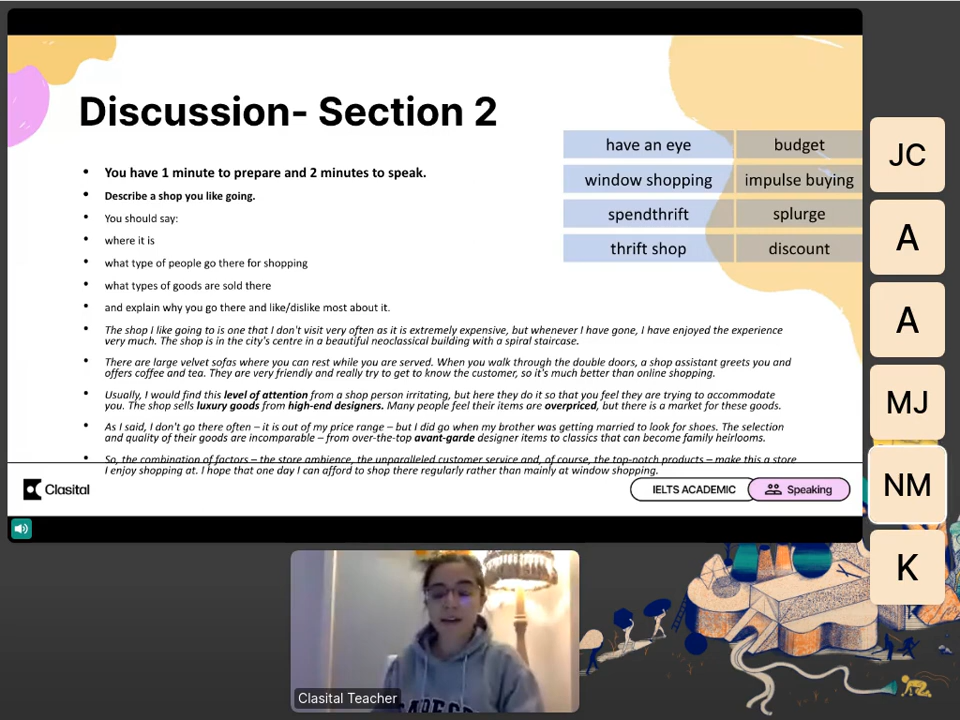 Discussion- Section 2
have an eye
budget
window shopping
impulse buying
spendthrift
splurge
thrift shop
discount
• You have 1 minute to prepare and 2 minutes to speak.
• Describe a shop you like going.
• You should say:
• where it is
• what type of people go there for shopping
• what types of goods are sold there
• and explain why you go there and like/dislike most about it.
• The shop I like going to is one that I don't visit very often as it is extremely expensive, but whenever I have gone, I have enjoyed the experience
very much. The shop is in the city's centre in a beautiful neoclassical building with a spiral staircase.
• There are large velvet sofas where you can rest while you are served. When you walk through the double doors, a shop assistant greets you and
offers coffee and tea. They are very friendly and really try to get to know the customer, so it's much better than online shopping.
• Usually, I would find this level of attention from a shop person irritating, but here they do it so that you feel they are trying to accommodate
you. The shop sells luxury goods from high-end designers. Many people feel their items are overpriced, but there is a market for these goods.
• As I said, I don't go there often – it is out of my price range – but I did go when my brother was getting married to look for shoes. The selection
and quality of their goods are incomparable – from over-the-top avant-garde designer items to classics that can become family heirlooms.
• So, the combination of factors – the store ambience, the unparalleled customer service and, of course, the top-notch products – make this a store
I enjoy shopping at. I hope that one day I can afford to shop there regularly rather than mainly at window shopping.
Clasital
IELTS ACADEMIC
Speaking
JC
A
A
MJ
NM
K
Clasital Teacher